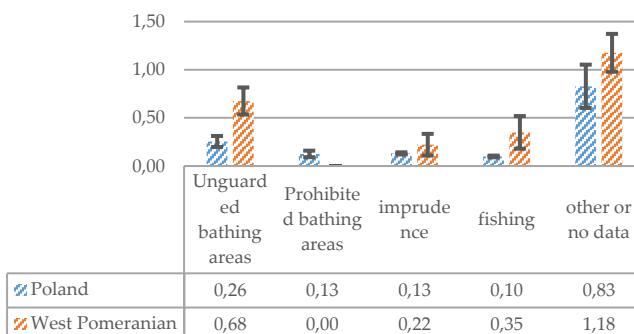 1,50
1,00
0,50
0,00
Unguard
ed
bathing
areas
Prohibite
d bathing
areas
imprude
nce
fishing
other or
no data
Poland 0,26 0,13 0,13 0,10 0,83
West Pomeranian 0,68 0,00 0,22 0,35 1,18